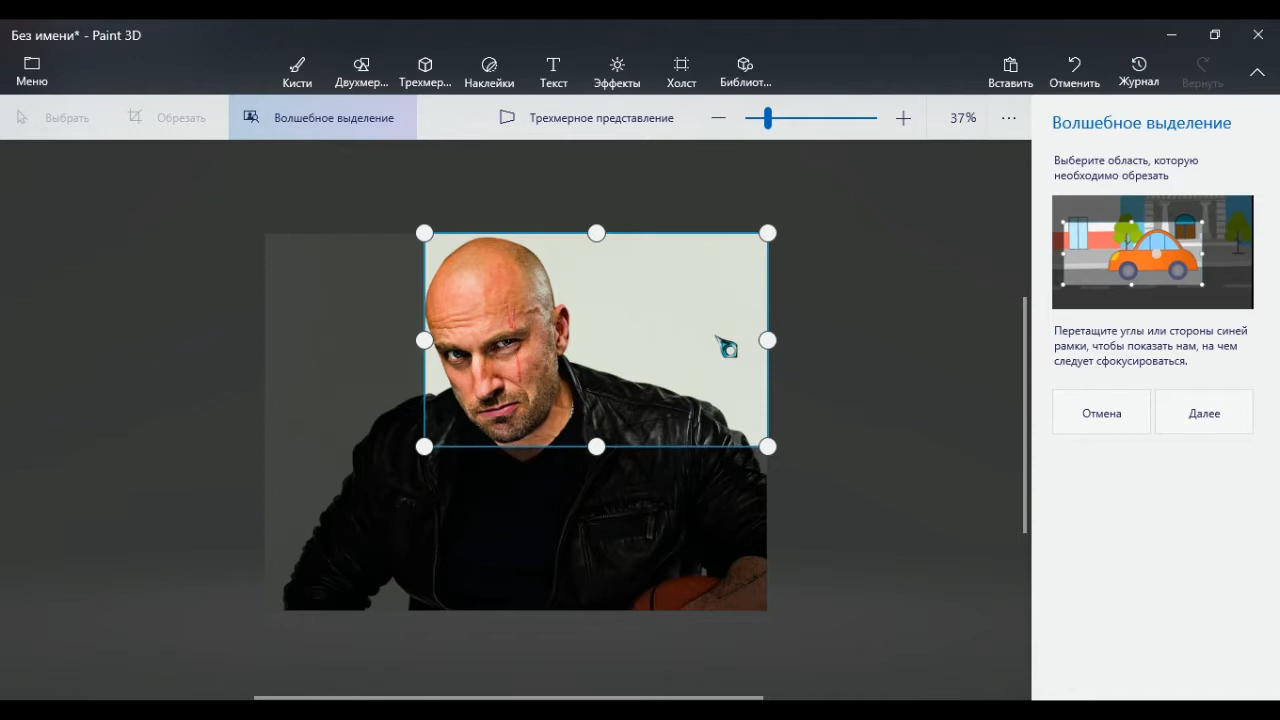 Без имени* - Paint 3D
Меню
Кисти
Двухмер...
Трехмер...
Наклейки
Текст
Эффекты
Холст
Библиот...
Вставить
Отменить
Журнал
Вернуть
Выбрать
Обрезать
Волшебное выделение
Трехмерное представление
37%
Волшебное выделение
Выберите область, которую
необходимо обрезать
Перетащите углы или стороны синей
рамки, чтобы показать нам, на чем
следует сфокусироваться.
Отмена
Далее